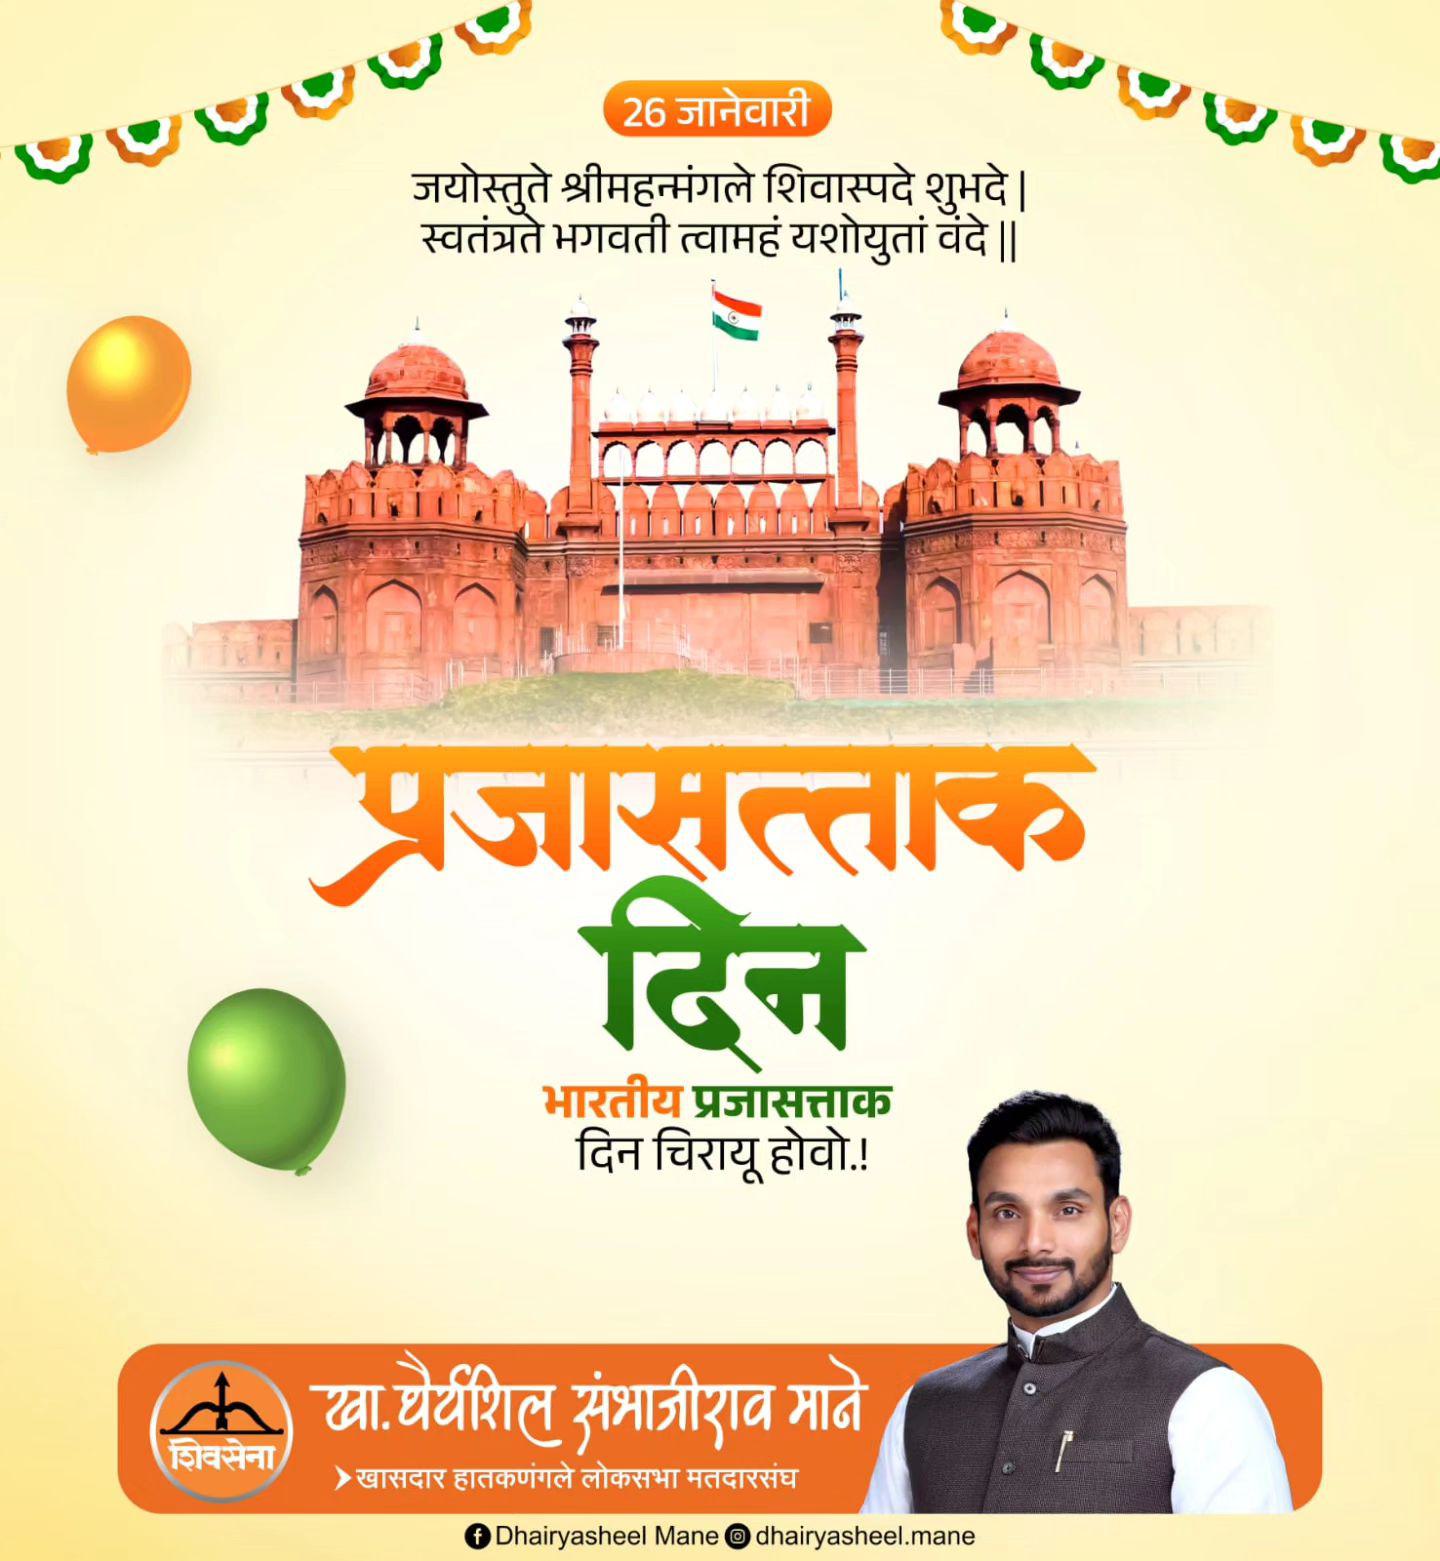 26 जानेवारी
जयोस्तुते श्रीमहन्मंगले शिवास्पदे शुभदे |
स्वतंत्रते भगवती त्वामहं यशोयुतां वंदे ||
प्रजासत्ताक
दिन
भारतीय प्रजासत्ताक
दिन चिरायू होवो.!
खा. धैर्यशिल संभाजीराव माने
शिवसेना
➤खासदार हातकणंगले लोकसभा मतदारसंघ
Dhairyasheel Mane dhairyasheel.mane